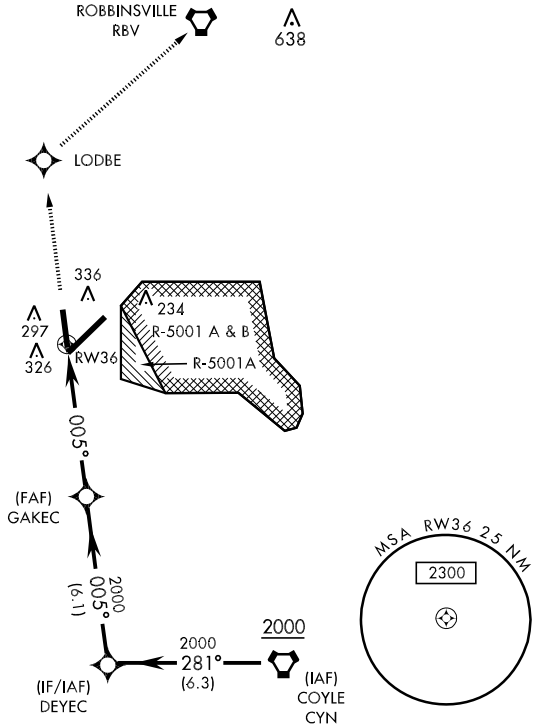 ROBBINSVILLE
RBV
638
LODBE
336
297
326
RW36
234
R-5001 A & B
R-5001A
005°
(FAF)
GAKEC
2000
005°
(6.1)
MSA RW36 25 NM
2300
2000
2000
281°
(6.3)
(IF/IAF)
DEYEC
(IAF)
COYLE
CYN